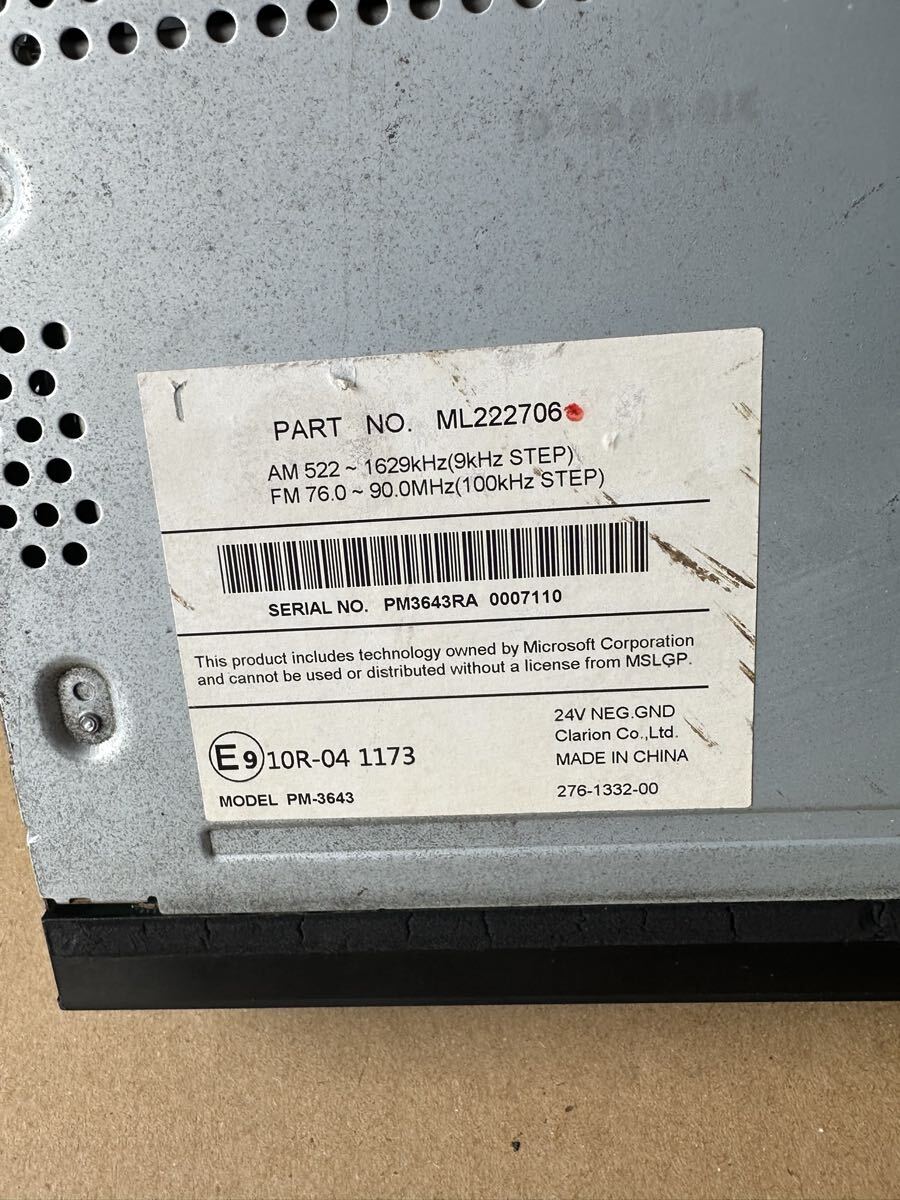 PART NO. ML222706
AM 522 ~ 1629kHz(9kHz STEP)
FM 76.0 ~ 90.0MHz(100kHz STEP)
SERIAL NO. PM3643RA 0007110
This product includes technology owned by Microsoft Corporation
and cannot be used or distributed without a license from MSLGP.
24V NEG.GND
Clarion Co.,Ltd.
E9 10R-04 1173
MADE IN CHINA
MODEL PM-3643
276-1332-00